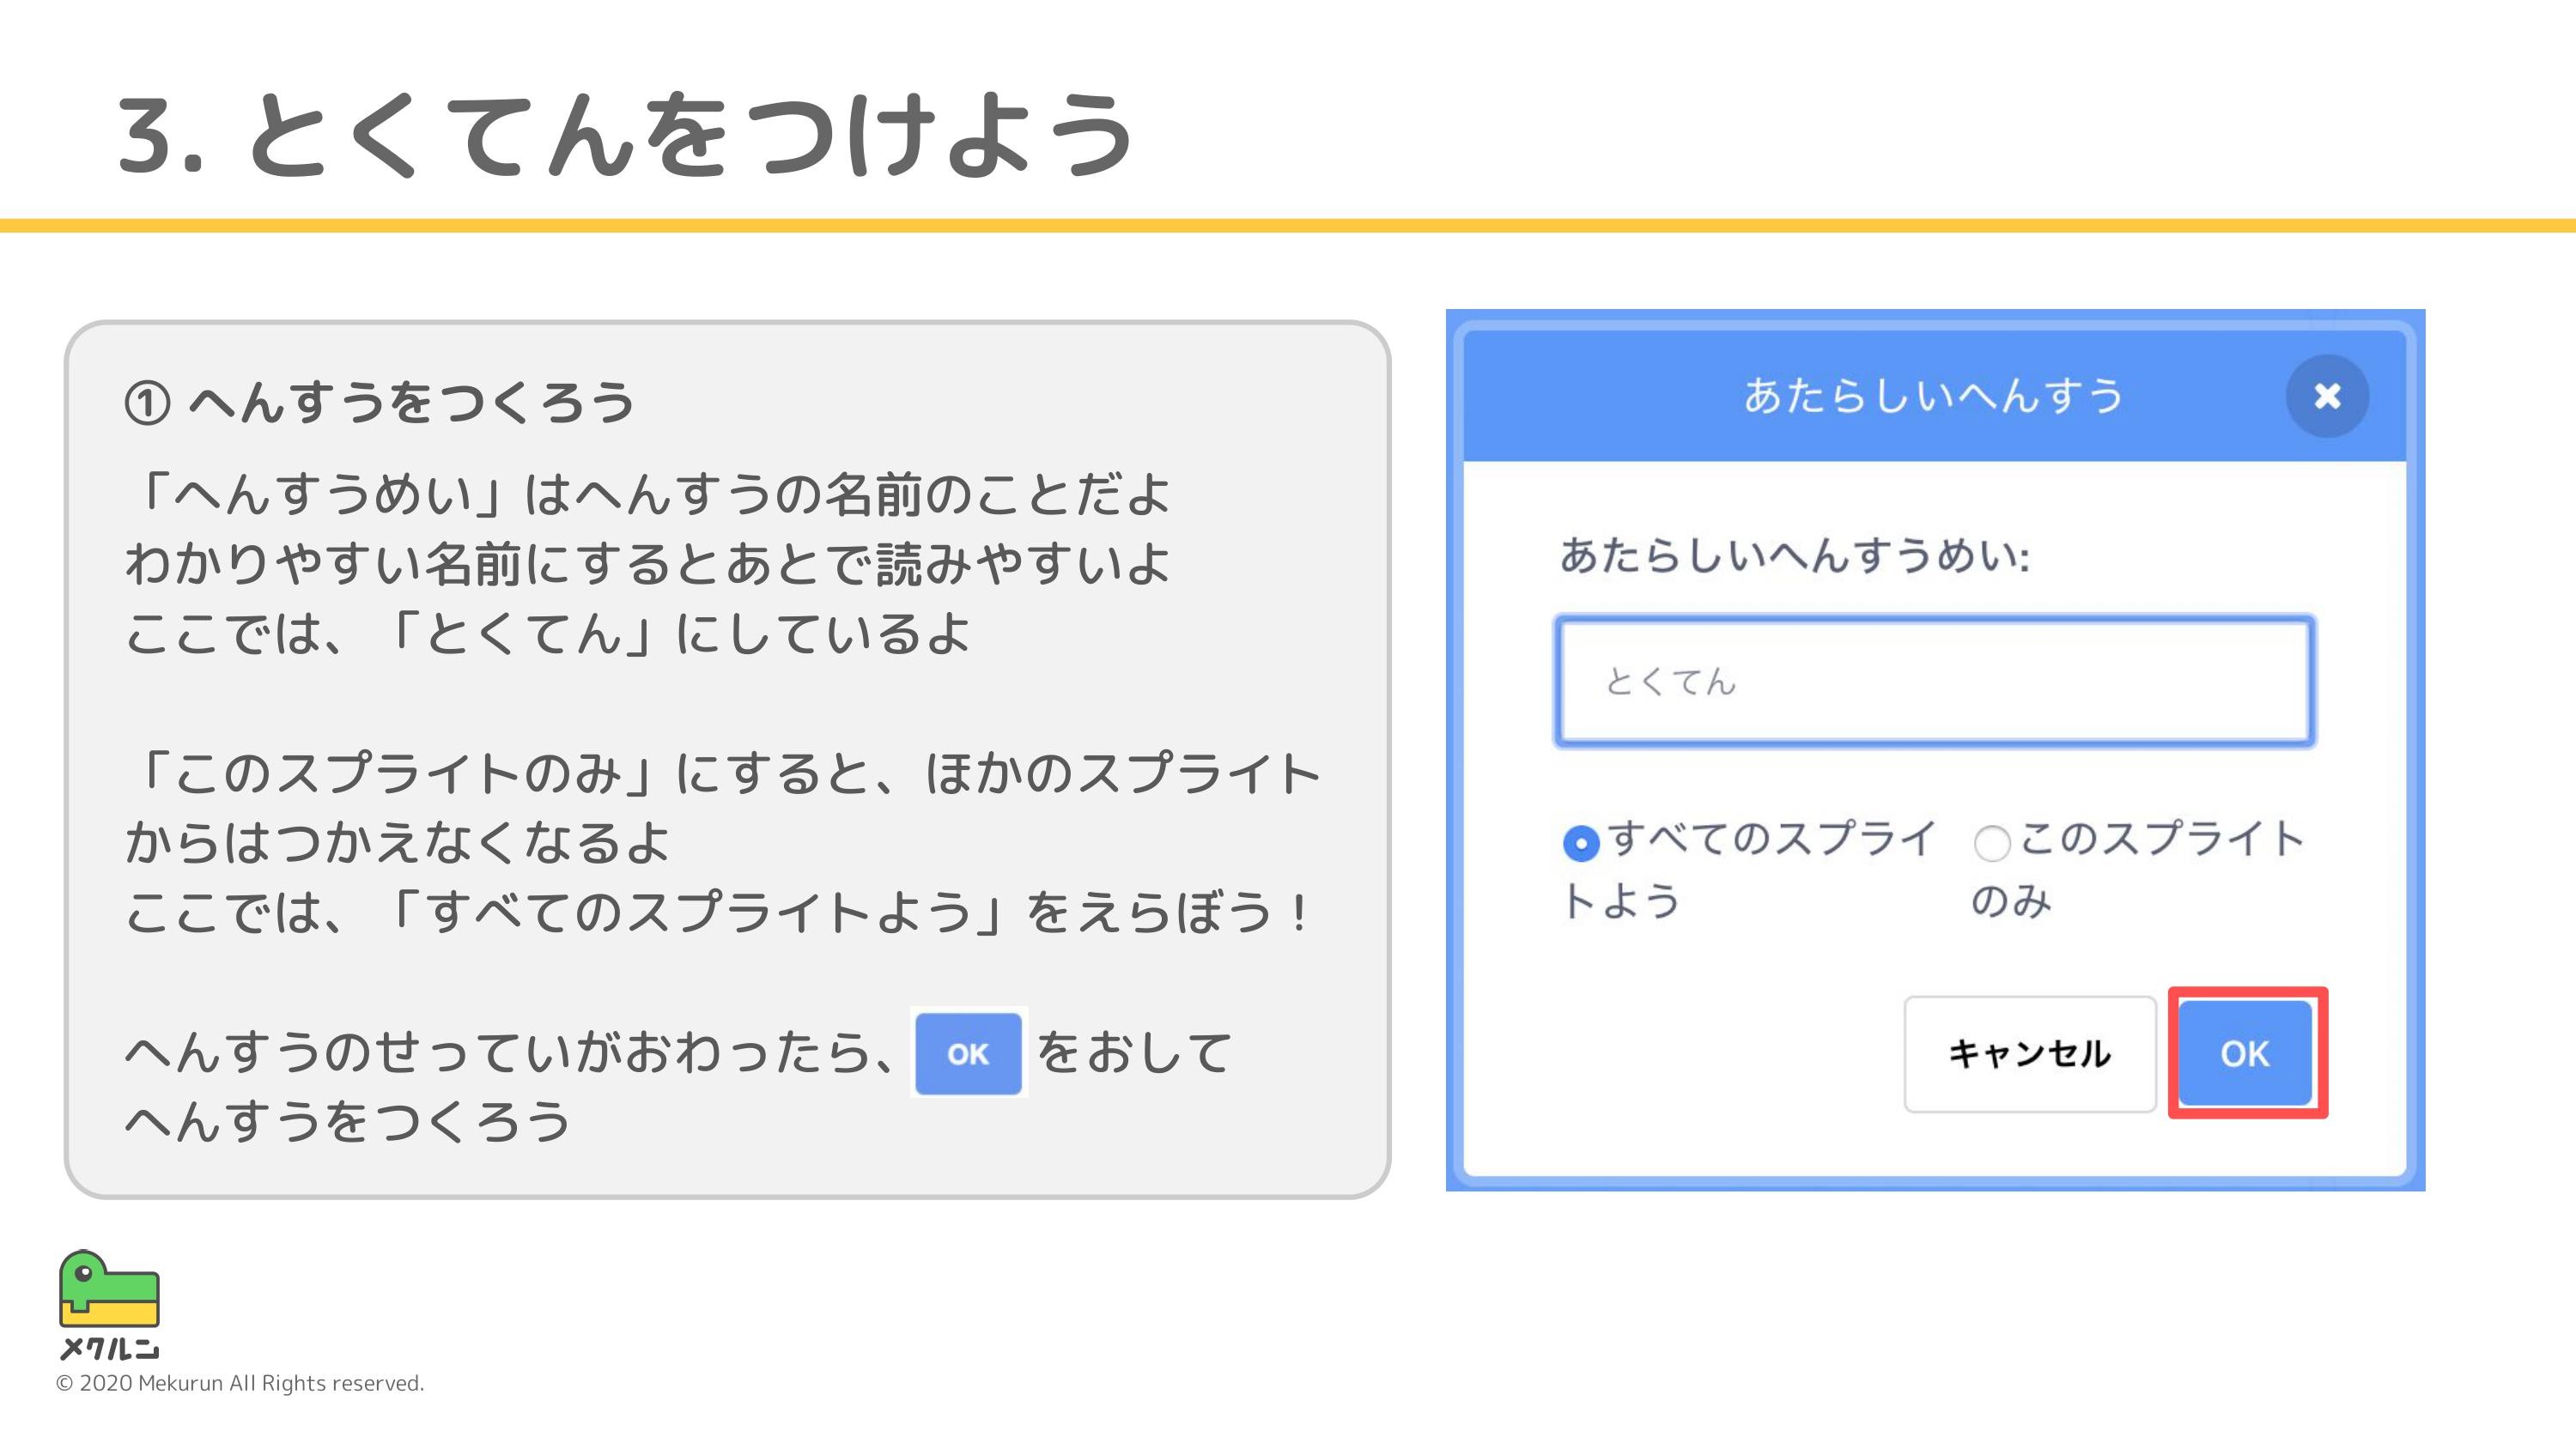 3. とくてんをつけよう
① へんすうをつくろう
「へんすうめい」はへんすうの名前のことだよ
わかりやすい名前にするとあとで読みやすいよ
ここでは、「とくてん」にしているよ
「このスプライトのみ」にすると、ほかのスプライト
からはつかえなくなるよ
ここでは、「すべてのスプライトよう」をえらぼう！
へんすうのせっていがおわったら、 OK をおして
へんすうをつくろう
あたらしいへんすう
あたらしいへんすうめい:
とくてん
すべてのスプライ
トよう
このスプライト
のみ
キャンセル
OK
メクルン
© 2020 Mekurun All Rights reserved.